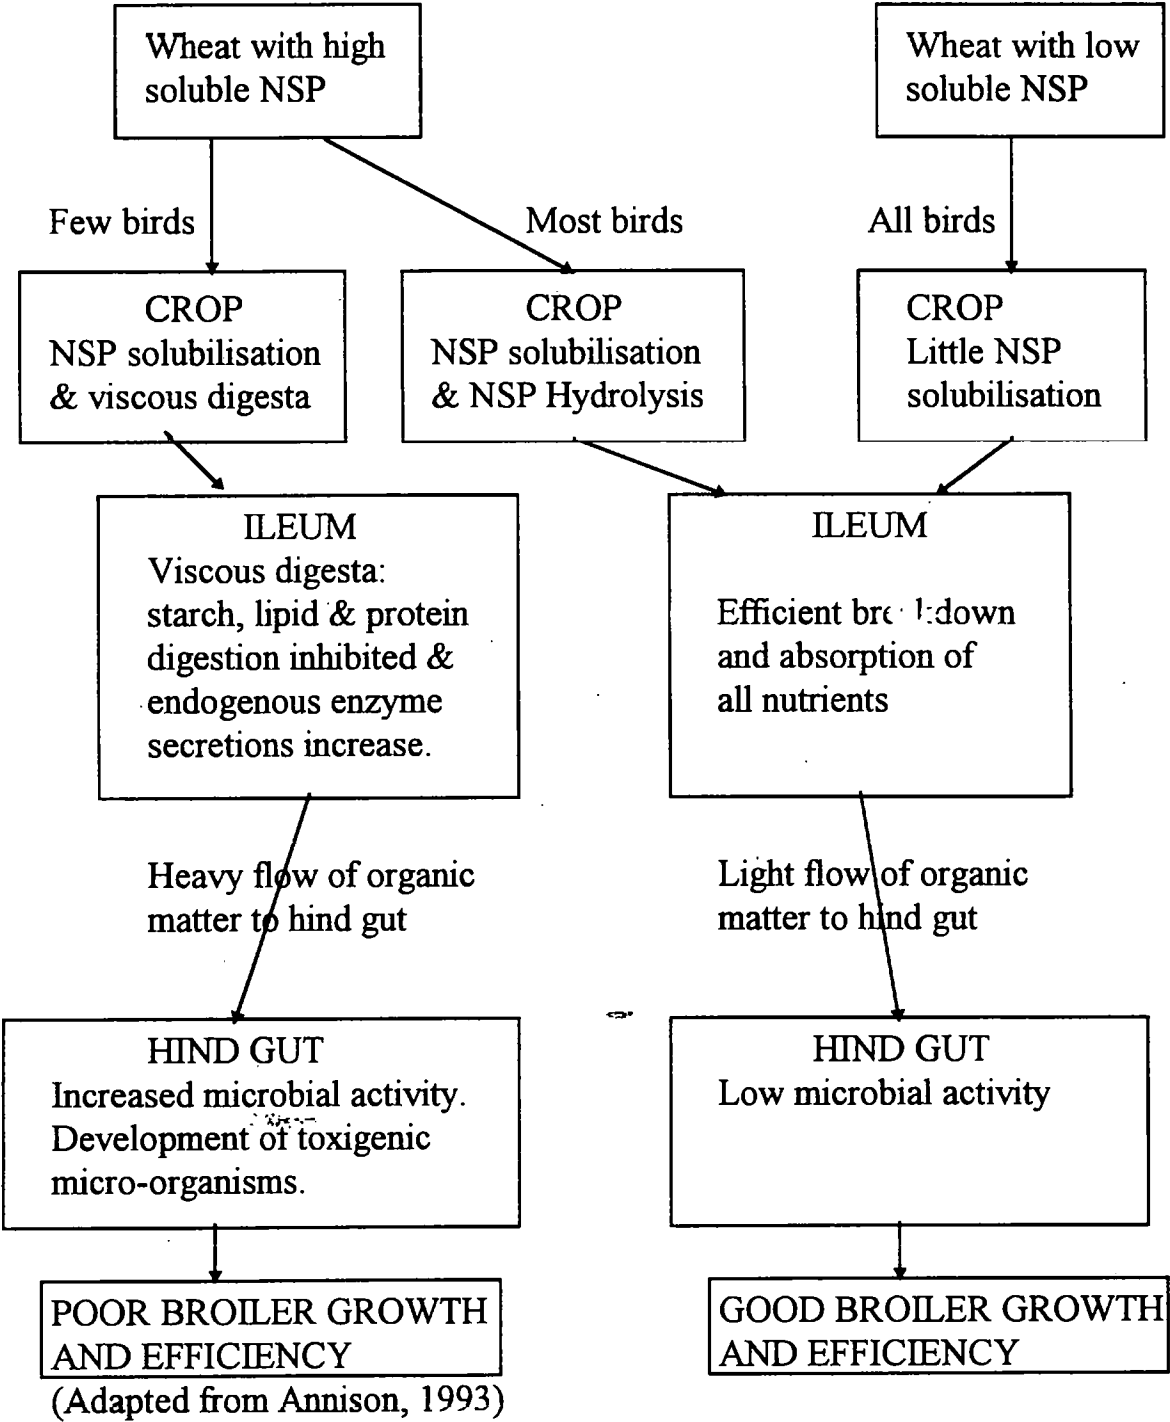 Wheat with high
soluble NSP
Wheat with low
soluble NSP
Few birds
Most birds
All birds
CROP
NSP solubilisation
& viscous digesta
CROP
NSP solubilisation
& NSP Hydrolysis
CROP
Little NSP
solubilisation
ILEUM
Viscous digesta:
starch, lipid & protein
digestion inhibited &
endogenous enzyme
secretions increase.
ILEUM
Efficient
and absorption of
all nutrients
Heavy flow of organic
matter to hind gut
Light flow of organic
matter to hind gut
HIND GUT
Increased microbial activity.
Development of toxigenic
micro-organisms.
HIND GUT
Low microbial activity
POOR BROILER GROWTH
AND EFFICIENCY
GOOD BROILER GROWTH
AND EFFICIENCY
(Adapted from Annison, 1993)